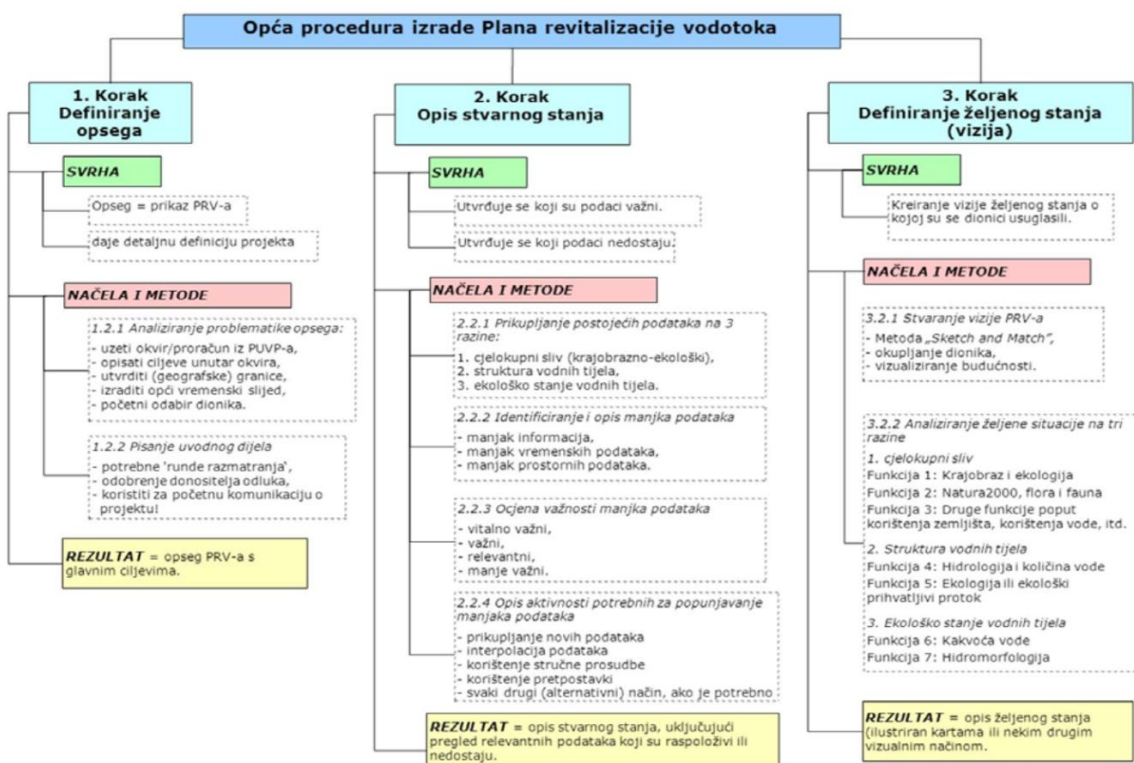 Opća procedura izrade Plana revitalizacije vodotoka
1. Korak
Definiranje
opsega
SVRHA
Opseg = prikaz PRV-a
daje detaljnu definiciju projekta
NAČELA I METODE
1.2.1 Analiziranje problematike opsega:
- uzeti okvir/proračun iz PUVP-a,
- opisati ciljeve unutar okvira,
- utvrditi (geografske) granice,
- izraditi opći vremenski slijed,
- početni odabir dionika.
1.2.2 Pisanje uvodnog dijela
- potrebne 'runde razmatranja',
- odobrenje donositelja odluka,
- koristiti za početnu komunikaciju o
projektu!
REZULTAT = opseg PRV-a s
glavnim ciljevima.
2. Korak
Opis stvarnog stanja
SVRHA
Utvrđuje se koji su podaci važni.
Utvrđuje se koji podaci nedostaju.
NAČELA I METODE
2.2.1 Prikupljanje postojećih podataka na 3
razine:
1. cjelokupni sliv (krajobrazno-ekološki),
2. struktura vodnih tijela,
3. ekološko stanje vodnih tijela.
2.2.2 Identificiranje i opis manjka podataka
- manjak informacija,
- manjak vremenskih podataka,
- manjak prostornih podataka.
2.2.3 Ocjena važnosti manjka podataka
- vitalno važni,
- važni,
- relevantni,
- manje važni.
2.2.4 Opis aktivnosti potrebnih za popunjavanje
manjka podataka
- prikupljanje novih podataka
- interpolacija podataka
- korištenje stručne prosudbe
- korištenje pretpostavki
- svaki drugi (alternativni) način, ako je potrebno
REZULTAT = opis stvarnog stanja, uključujući
pregled relevantnih podataka koji su raspoloživi ili
nedostaju.
3. Korak
Definiranje željenog stanja
(vizija)
SVRHA
Kreiranje vizije željenog stanja o
kojoj su se dionici usuglasili.
NAČELA I METODE
3.2.1 Stvaranje vizije PRV-a
- Metoda „Sketch and Match”,
- okupljanje dionika,
- vizualiziranje budućnosti.
3.2.2 Analiziranje željene situacije na tri
razine
1. cjelokupni sliv
Funkcija 1: Krajobraz i ekologija
Funkcija 2: Natura2000, flora i fauna
Funkcija 3: Druge funkcije poput
korištenja zemljišta, korištenja vode, itd.
2. Struktura vodnih tijela
Funkcija 4: Hidrologija i količina vode
Funkcija 5: Ekologija ili ekološki
prihvatljivi protok
3. Ekološko stanje vodnih tijela
Funkcija 6: Kakvoća vode
Funkcija 7: Hidromorfologija
REZULTAT = opis željenog stanja
(ilustriran kartama ili nekim drugim
vizualnim načinom.